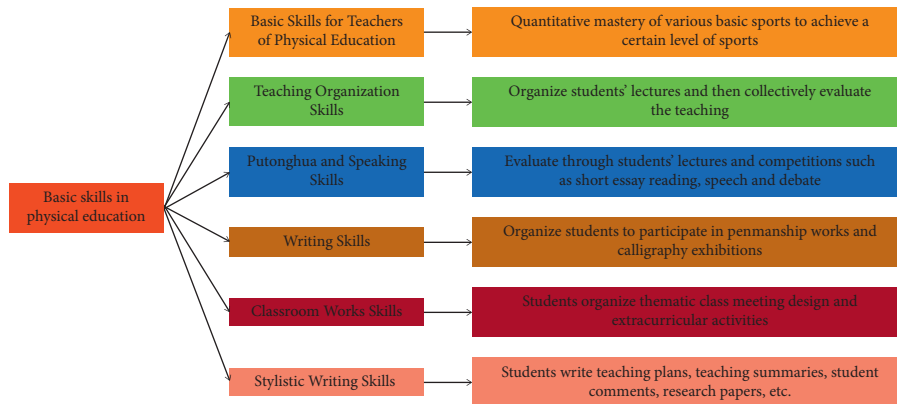 Basic skills in
physical education
Basic Skills for Teachers
of Physical Education
Quantitative mastery of various basic sports to achieve a
certain level of sports
Teaching Organization
Skills
Organize students' lectures and then collectively evaluate
the teaching
Putonghua and Speaking
Skills
Evaluate through students' lectures and competitions such
as short essay reading, speech and debate
Writing Skills
Organize students to participate in penmanship works and
calligraphy exhibitions
Classroom Works Skills
Students organize thematic class meeting design and
extracurricular activities
Stylistic Writing Skills
Students write teaching plans, teaching summaries, student
comments, research papers, etc.